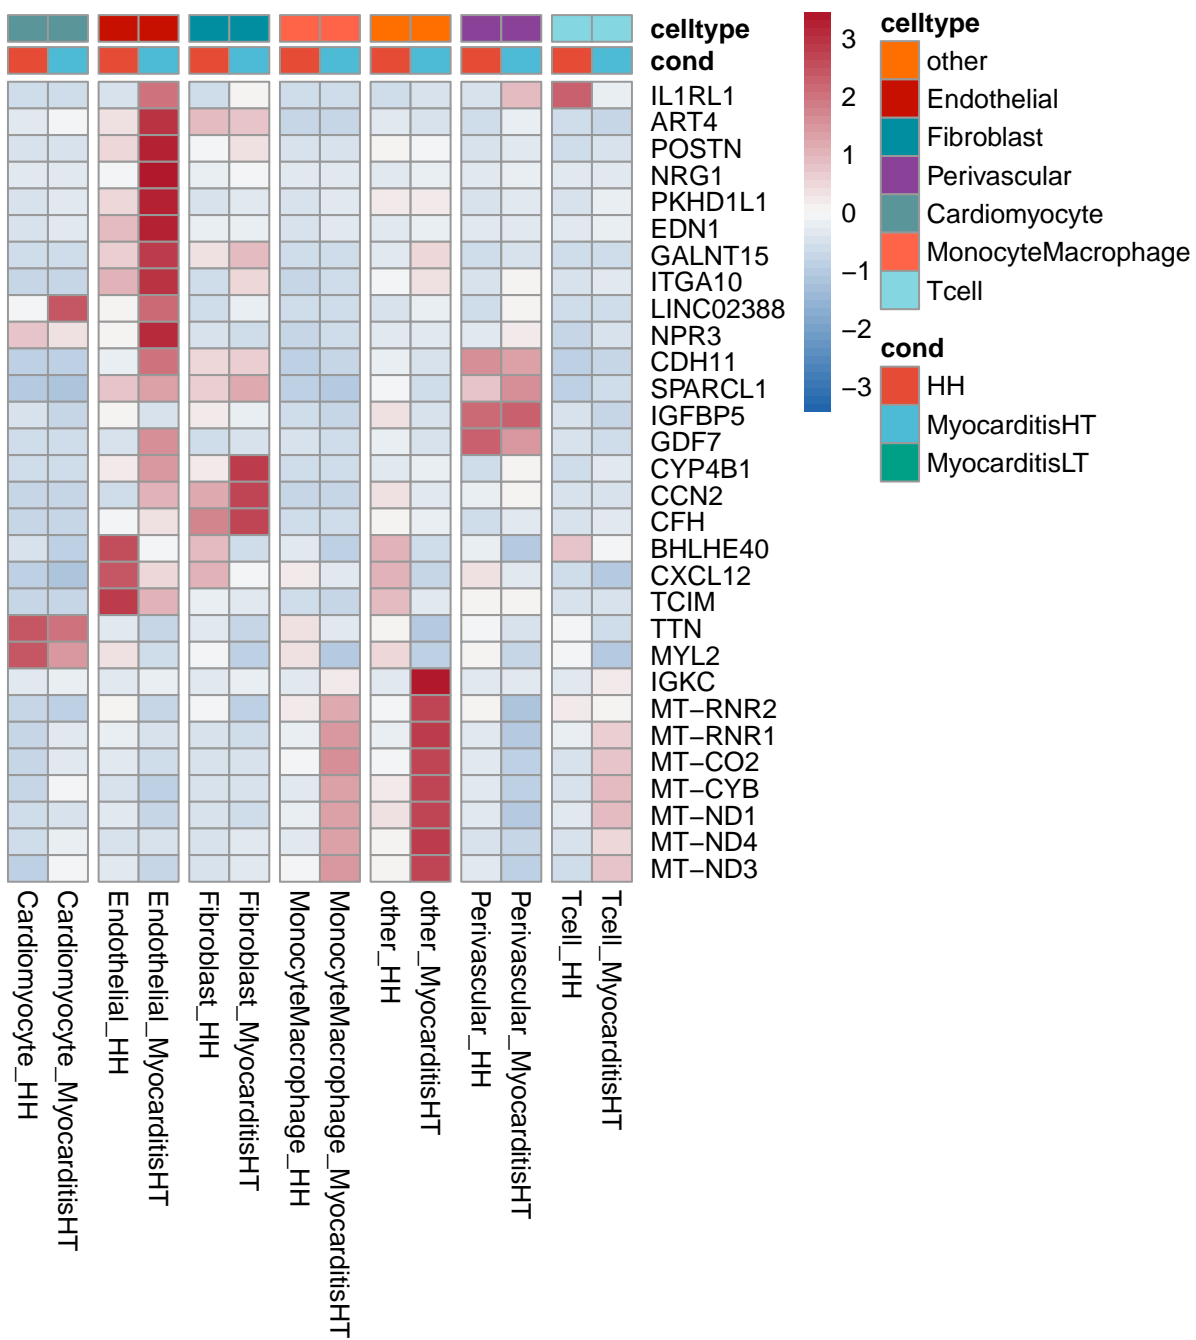 celltype
cond
IL1RL1
ART4
POSTN
NRG1
PKHD1L1
EDN1
GALNT15
ITGA10
LINC02388
NPR3
CDH11
SPARCL1
IGFBP5
GDF7
CYP4B1
CCN2
CFH
BHLHE40
CXCL12
TCIM
TTN
MYL2
IGKC
MT−RNR2
MT−RNR1
MT−CO2
MT−CYB
MT−ND1
MT−ND4
MT−ND3
Cardiomyocyte_HH
Cardiomyocyte_MyocarditisHT
Endothelial_HH
Endothelial_MyocarditisHT
Fibroblast_HH
Fibroblast_MyocarditisHT
MonocyteMacrophage_HH
MonocyteMacrophage_MyocarditisHT
other_HH
other_MyocarditisHT
Perivascular_HH
Perivascular_MyocarditisHT
Tcell_HH
Tcell_MyocarditisHT
3
2
1
0
−1
−2
−3
celltype
other
Endothelial
Fibroblast
Perivascular
Cardiomyocyte
MonocyteMacrophage
Tcell
cond
HH
MyocarditisHT
MyocarditisLT